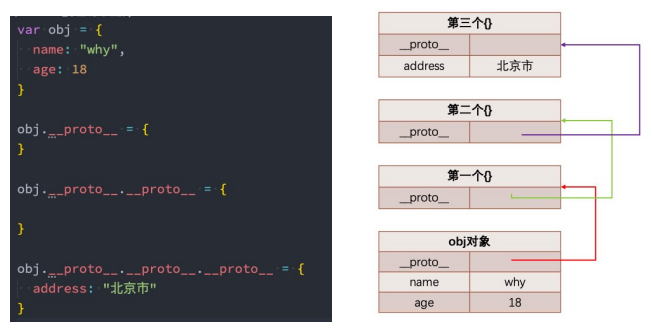 var obj = {
name: "why",
age: 18
}
obj.__proto__ = {
}
obj.__proto__.__proto__ = {
}
obj.__proto__.__proto__.__proto__ = {
address: "北京市"
}
第三个{}
__proto__
address 北京市
第二个{}
__proto__
第一个{}
__proto__
obj对象
__proto__
name why
age 18